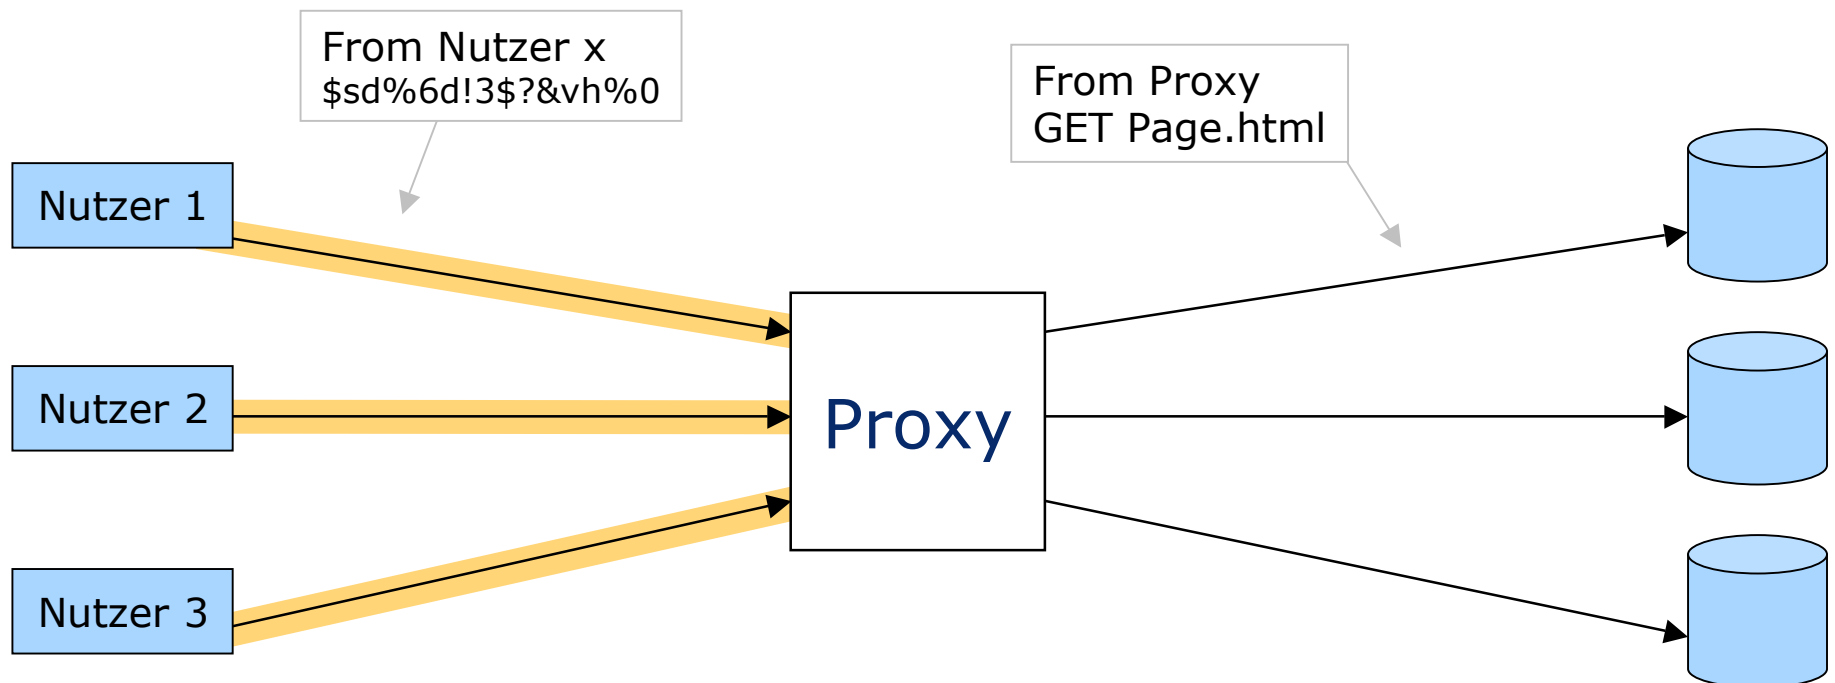 From Nutzer x
$sd%6d!3$?&vh%0
From Proxy
GET Page.html
Nutzer 1
Nutzer 2
Proxy
Nutzer 3